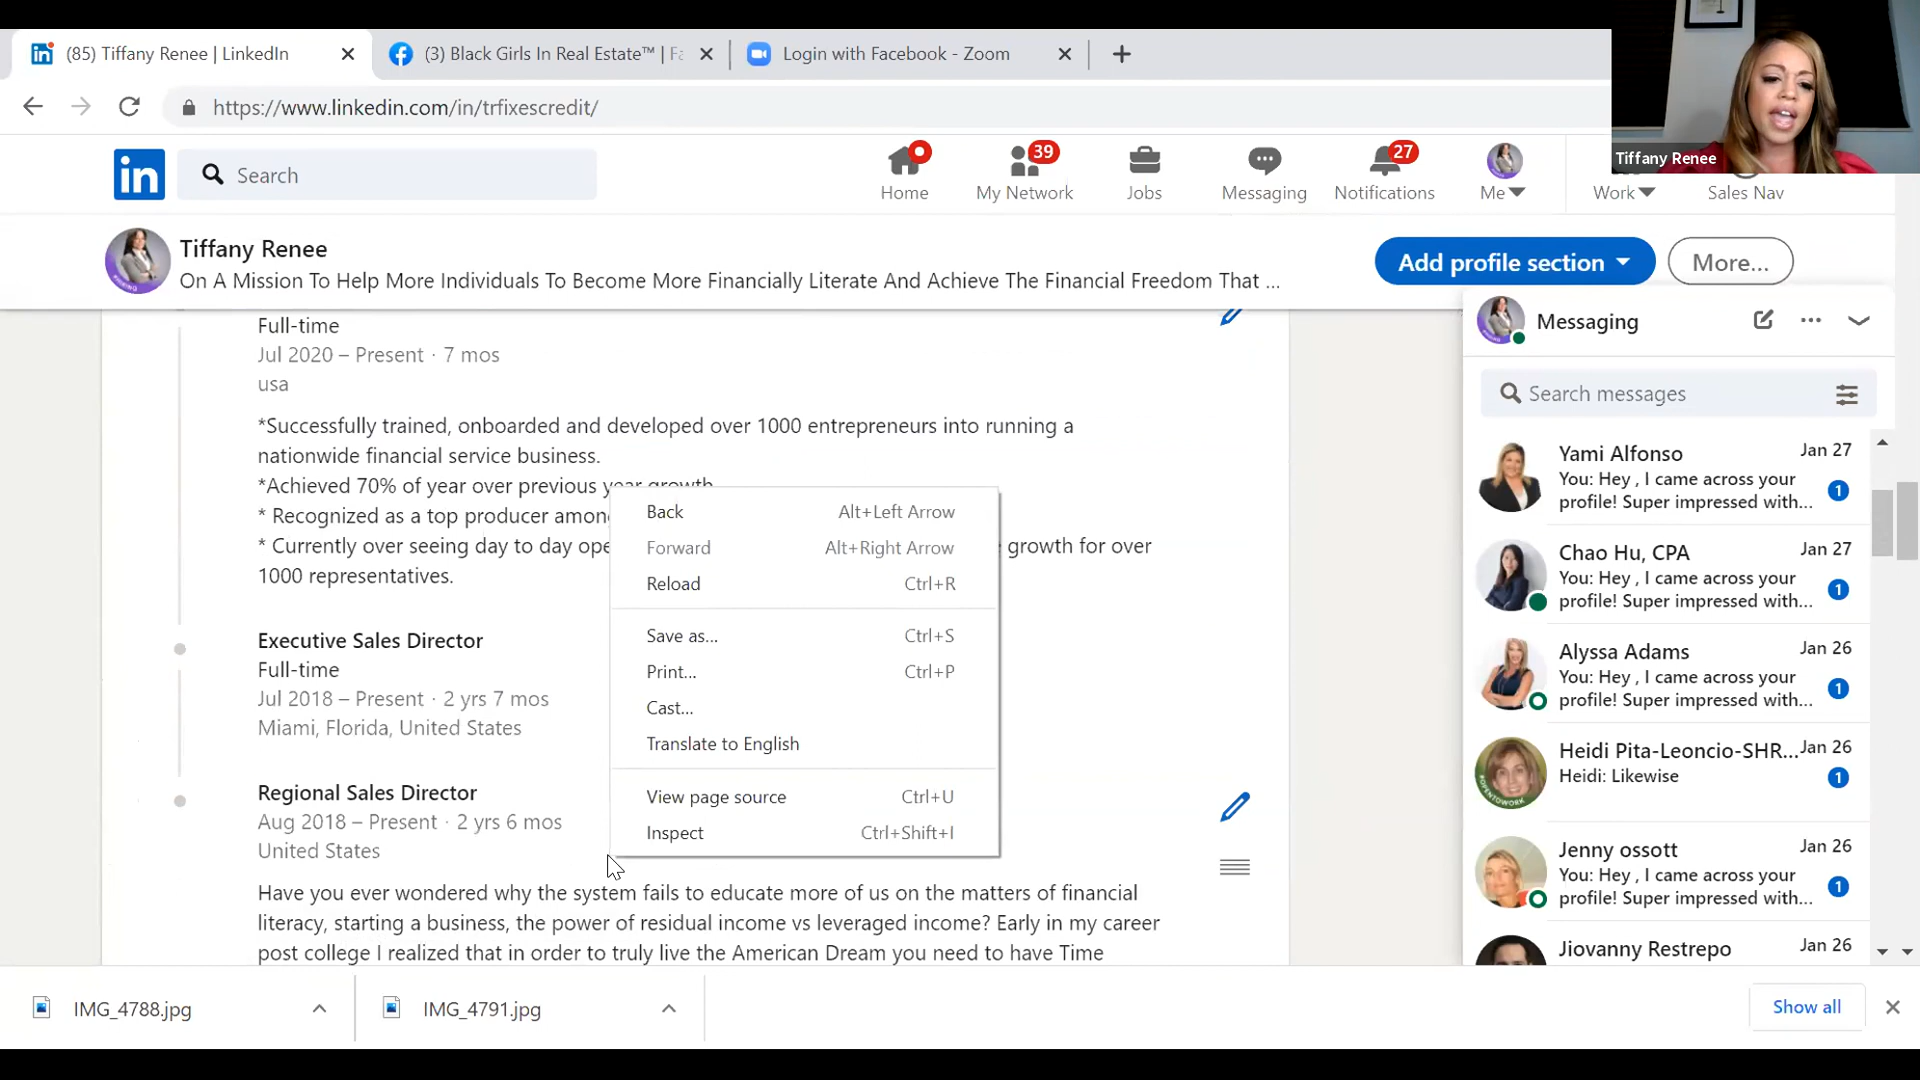 (85) Tiffany Renee | LinkedIn
(3) Black Girls In Real Estate™ | Fa
Login with Facebook - Zoom
https://www.linkedin.com/in/trfixescredit/
Tiffany Renee
in
Search
Home
39
My Network
Jobs
Messaging
27
Notifications
Me
Work
Sales Nav
Tiffany Renee
On A Mission To Help More Individuals To Become More Financially Literate And Achieve The Financial Freedom That ...
Add profile section
More...
Full-time
Jul 2020 – Present · 7 mos
usa
*Successfully trained, onboarded and developed over 1000 entrepreneurs into running a
nationwide financial service business.
*Achieved 70% of year over previous year growth
* Recognized as a top producer among
* Currently over seeing day to day ope
growth for over
1000 representatives.
Executive Sales Director
Full-time
Jul 2018 – Present · 2 yrs 7 mos
Miami, Florida, United States
Regional Sales Director
Aug 2018 – Present · 2 yrs 6 mos
United States
Have you ever wondered why the system fails to educate more of us on the matters of financial
literacy, starting a business, the power of residual income vs leveraged income? Early in my career
post college I realized that in order to truly live the American Dream you need to have Time
Back Alt+Left Arrow
Forward Alt+Right Arrow
Reload Ctrl+R
Save as... Ctrl+S
Print... Ctrl+P
Cast...
Translate to English
View page source Ctrl+U
Inspect Ctrl+Shift+I
Messaging
Search messages
Yami Alfonso Jan 27
You: Hey , I came across your
profile! Super impressed with... 1
Chao Hu, CPA Jan 27
You: Hey , I came across your
profile! Super impressed with... 1
Alyssa Adams Jan 26
You: Hey , I came across your
profile! Super impressed with... 1
Heidi Pita-Leoncio-SHR... Jan 26
Heidi: Likewise 1
Jenny ossott Jan 26
You: Hey , I came across your
profile! Super impressed with... 1
Jiovanny Restrepo Jan 26
IMG_4788.jpg
IMG_4791.jpg
Show all